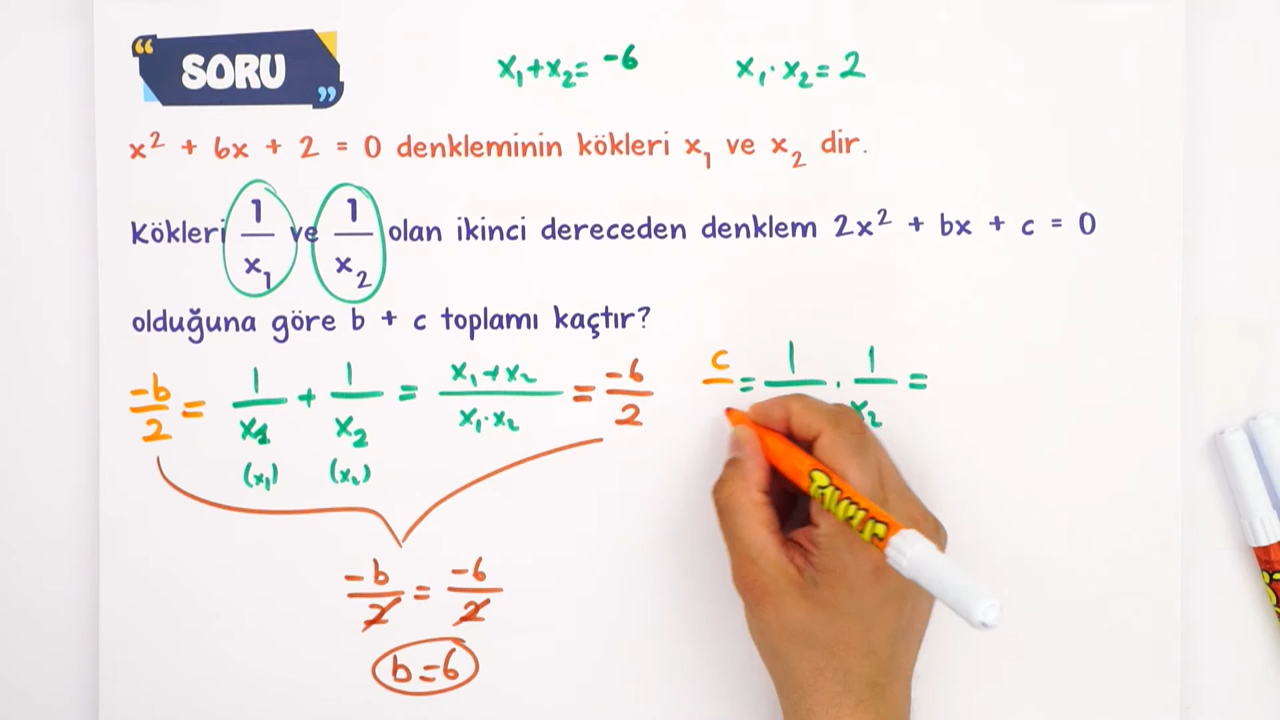 “ SORU ”
x₁+x₂= -6
x₁·x₂= 2
x² + 6x + 2 = 0 denkleminin kökleri x₁ ve x₂ dir.
Kökleri 1/x₁ ve 1/x₂ olan ikinci dereceden denklem 2x² + bx + c = 0
olduğuna göre b + c toplamı kaçtır?
-b/2 = 1/x₁ + 1/x₂ = x₁+x₂/x₁·x₂ = -6/2
(x₁) (x₂)
c = 1 · 1/x₂ =
-b/2 = -6/2
b=6